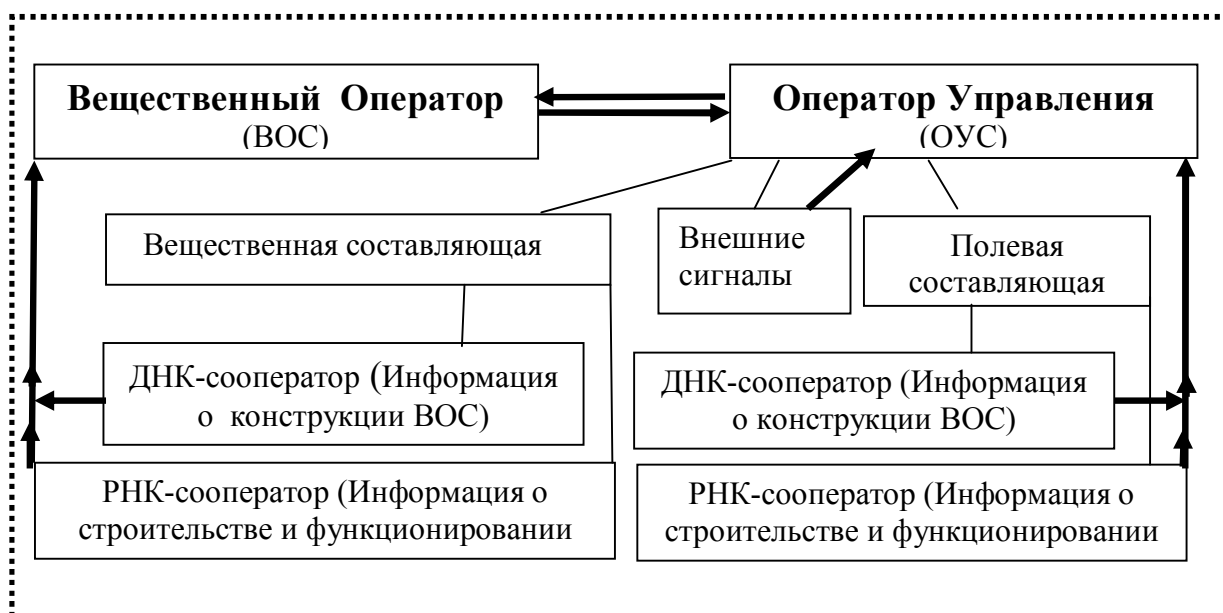 Вещественный Оператор
(ВОС)
Оператор Управления
(ОУС)
Вещественная составляющая
Внешние
сигналы
Полевая
составляющая
ДНК-сооператор (Информация
о конструкции ВОС)
ДНК-сооператор (Информация
о конструкции ВОС)
РНК-сооператор (Информация о
строительстве и функционировании
РНК-сооператор (Информация о
строительстве и функционировании